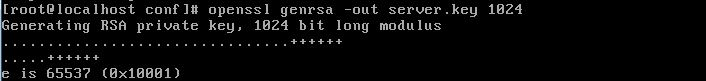 [root@localhost conf]# openssl genrsa -out server.key 1024
Generating RSA private key, 1024 bit long modulus
...............................++++++
.....++++++
e is 65537 (0x10001)